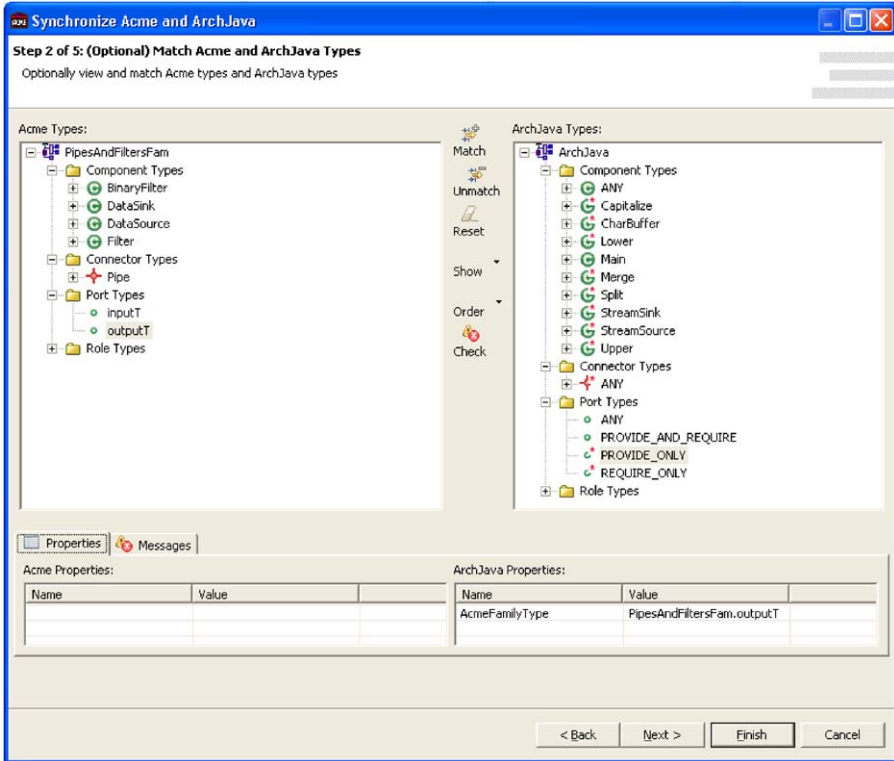 Synchronize Acme and ArchJava
Step 2 of 5: (Optional) Match Acme and ArchJava Types
Optionally view and match Acme types and ArchJava types
Acme Types:
PipesAndFiltersFam
Component Types
BinaryFilter
DataSink
DataSource
Filter
Connector Types
Pipe
Port Types
inputT
outputT
Role Types
Match
Unmatch
Reset
Show
Order
Check
ArchJava Types:
ArchJava
Component Types
ANY
Capitalize
CharBuffer
Lower
Main
Merge
Split
StreamSink
StreamSource
Upper
Connector Types
ANY
Port Types
ANY
PROVIDE_AND_REQUIRE
PROVIDE_ONLY
REQUIRE_ONLY
Role Types
Properties Messages
Acme Properties:
Name Value
ArchJava Properties:
Name Value
AcmeFamilyType PipesAndFiltersFam.outputT
< Back Next > Finish Cancel